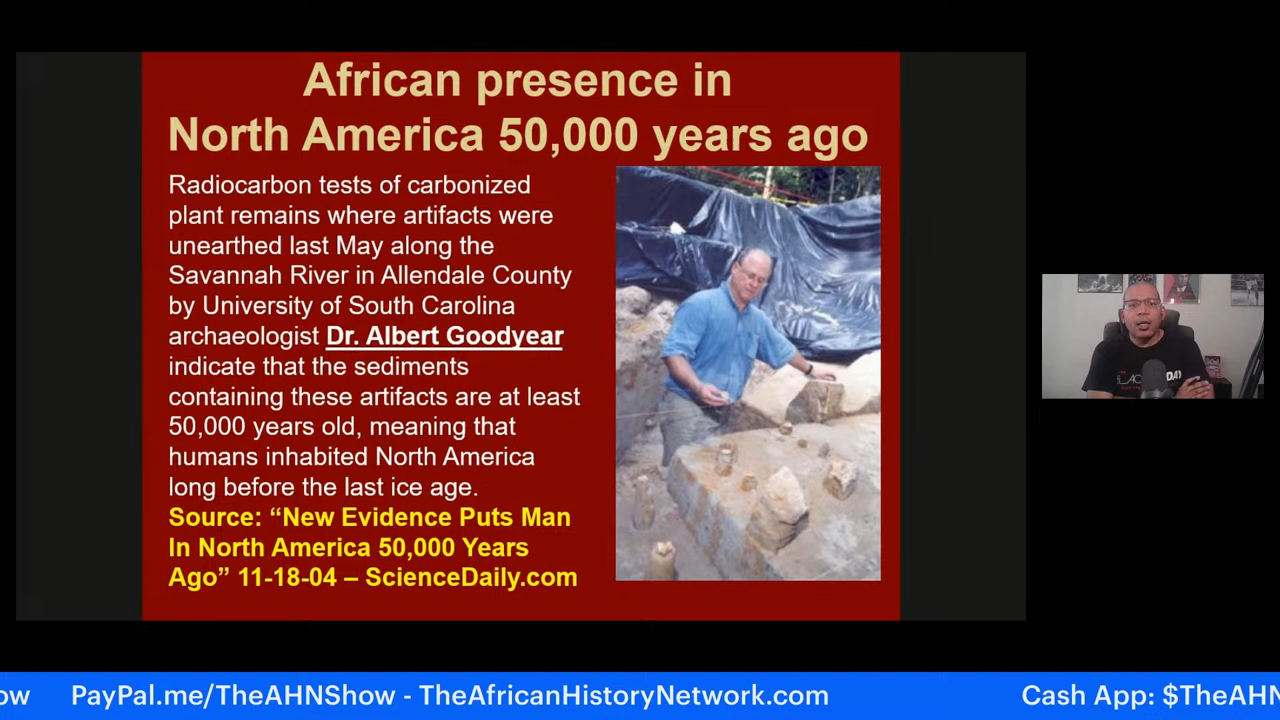 African presence in
North America 50,000 years ago
Radiocarbon tests of carbonized
plant remains where artifacts were
unearthed last May along the
Savannah River in Allendale County
by University of South Carolina
archaeologist Dr. Albert Goodyear
indicate that the sediments
containing these artifacts are at least
50,000 years old, meaning that
humans inhabited North America
long before the last ice age.
Source: “New Evidence Puts Man
In North America 50,000 Years
Ago” 11-18-04 – ScienceDaily.com
ow PayPal.me/TheAHNShow - TheAfricanHistoryNetwork.com Cash App: $TheAHN